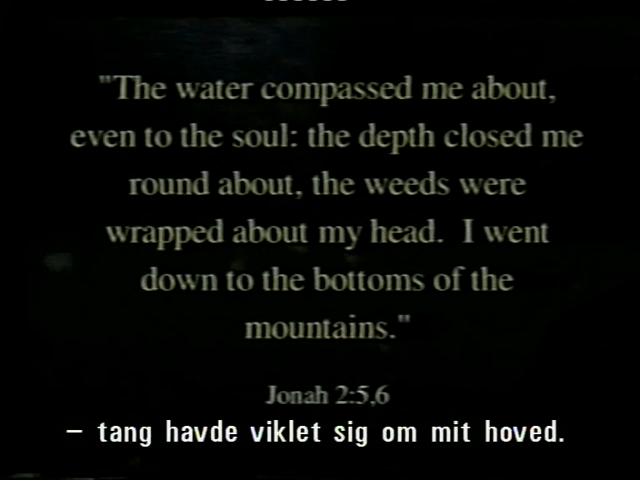 "The water compassed me about,
even to the soul: the depth closed me
round about, the weeds were
wrapped about my head.  I went
down to the bottoms of the
mountains."
Jonah 2:5,6
– tang havde viklet sig om mit hoved.